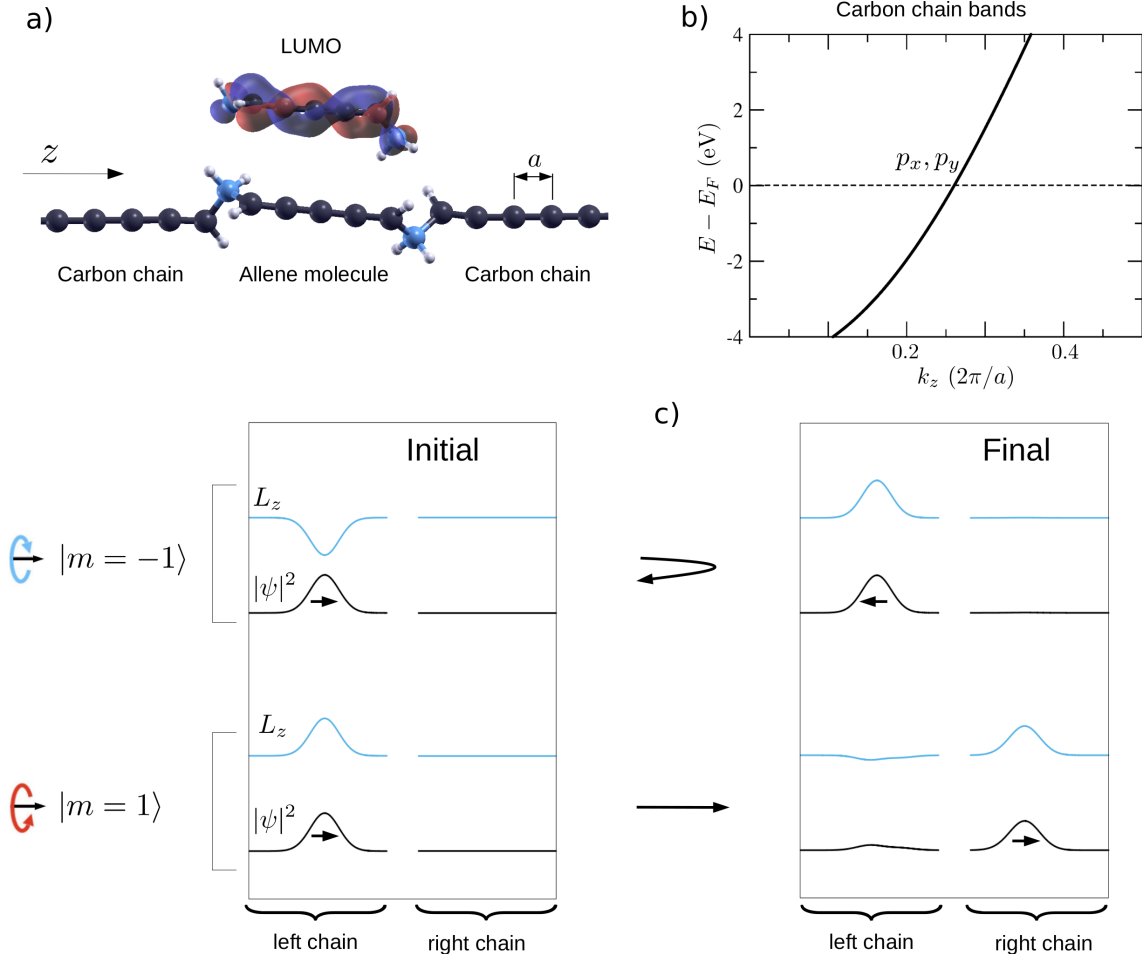 a)
LUMO
z
a
Carbon chain
Allene molecule
Carbon chain
b)
Carbon chain bands
4
2
0
-2
-4
E − E_F (eV)
p_x, p_y
0.2
0.4
k_z (2π/a)
c)
Initial
L_z
|m = −1⟩
|ψ|²
L_z
|m = 1⟩
|ψ|²
left chain
right chain
Final
left chain
right chain